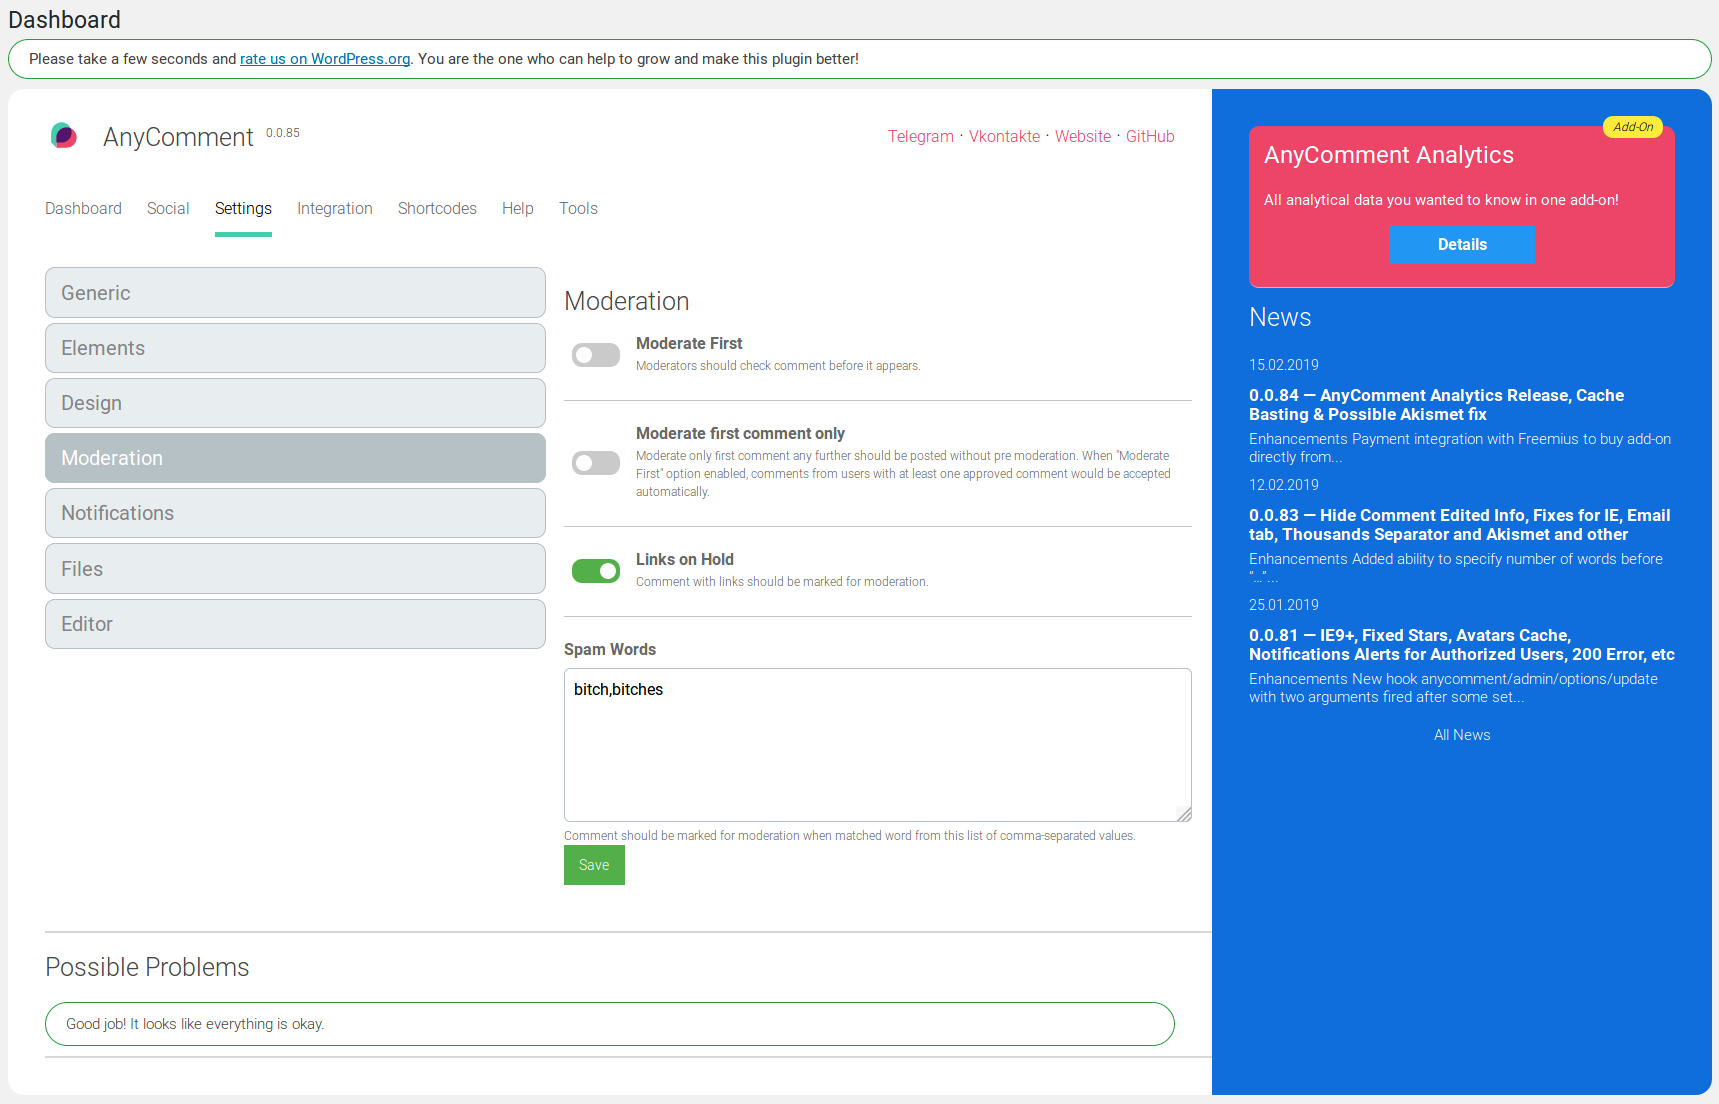 Dashboard
Please take a few seconds and rate us on WordPress.org. You are the one who can help to grow and make this plugin better!
AnyComment 0.0.85
Telegram · Vkontakte · Website · GitHub
Dashboard Social Settings Integration Shortcodes Help Tools
Generic
Elements
Design
Moderation
Notifications
Files
Editor
Moderation
Moderate First
Moderators should check comment before it appears.
Moderate first comment only
Moderate only first comment any further should be posted without pre moderation. When "Moderate
First" option enabled, comments from users with at least one approved comment would be accepted
automatically.
Links on Hold
Comment with links should be marked for moderation.
Spam Words
bitch,bitches
Comment should be marked for moderation when matched word from this list of comma-separated values.
Save
Possible Problems
Good job! It looks like everything is okay.
Add-On
AnyComment Analytics
All analytical data you wanted to know in one add-on!
Details
News
15.02.2019
0.0.84 — AnyComment Analytics Release, Cache
Basting & Possible Akismet fix
Enhancements Payment integration with Freemius to buy add-on
directly from...
12.02.2019
0.0.83 — Hide Comment Edited Info, Fixes for IE, Email
tab, Thousands Separator and Akismet and other
Enhancements Added ability to specify number of words before
“…”...
25.01.2019
0.0.81 — IE9+, Fixed Stars, Avatars Cache,
Notifications Alerts for Authorized Users, 200 Error, etc
Enhancements New hook anycomment/admin/options/update
with two arguments fired after some set...
All News